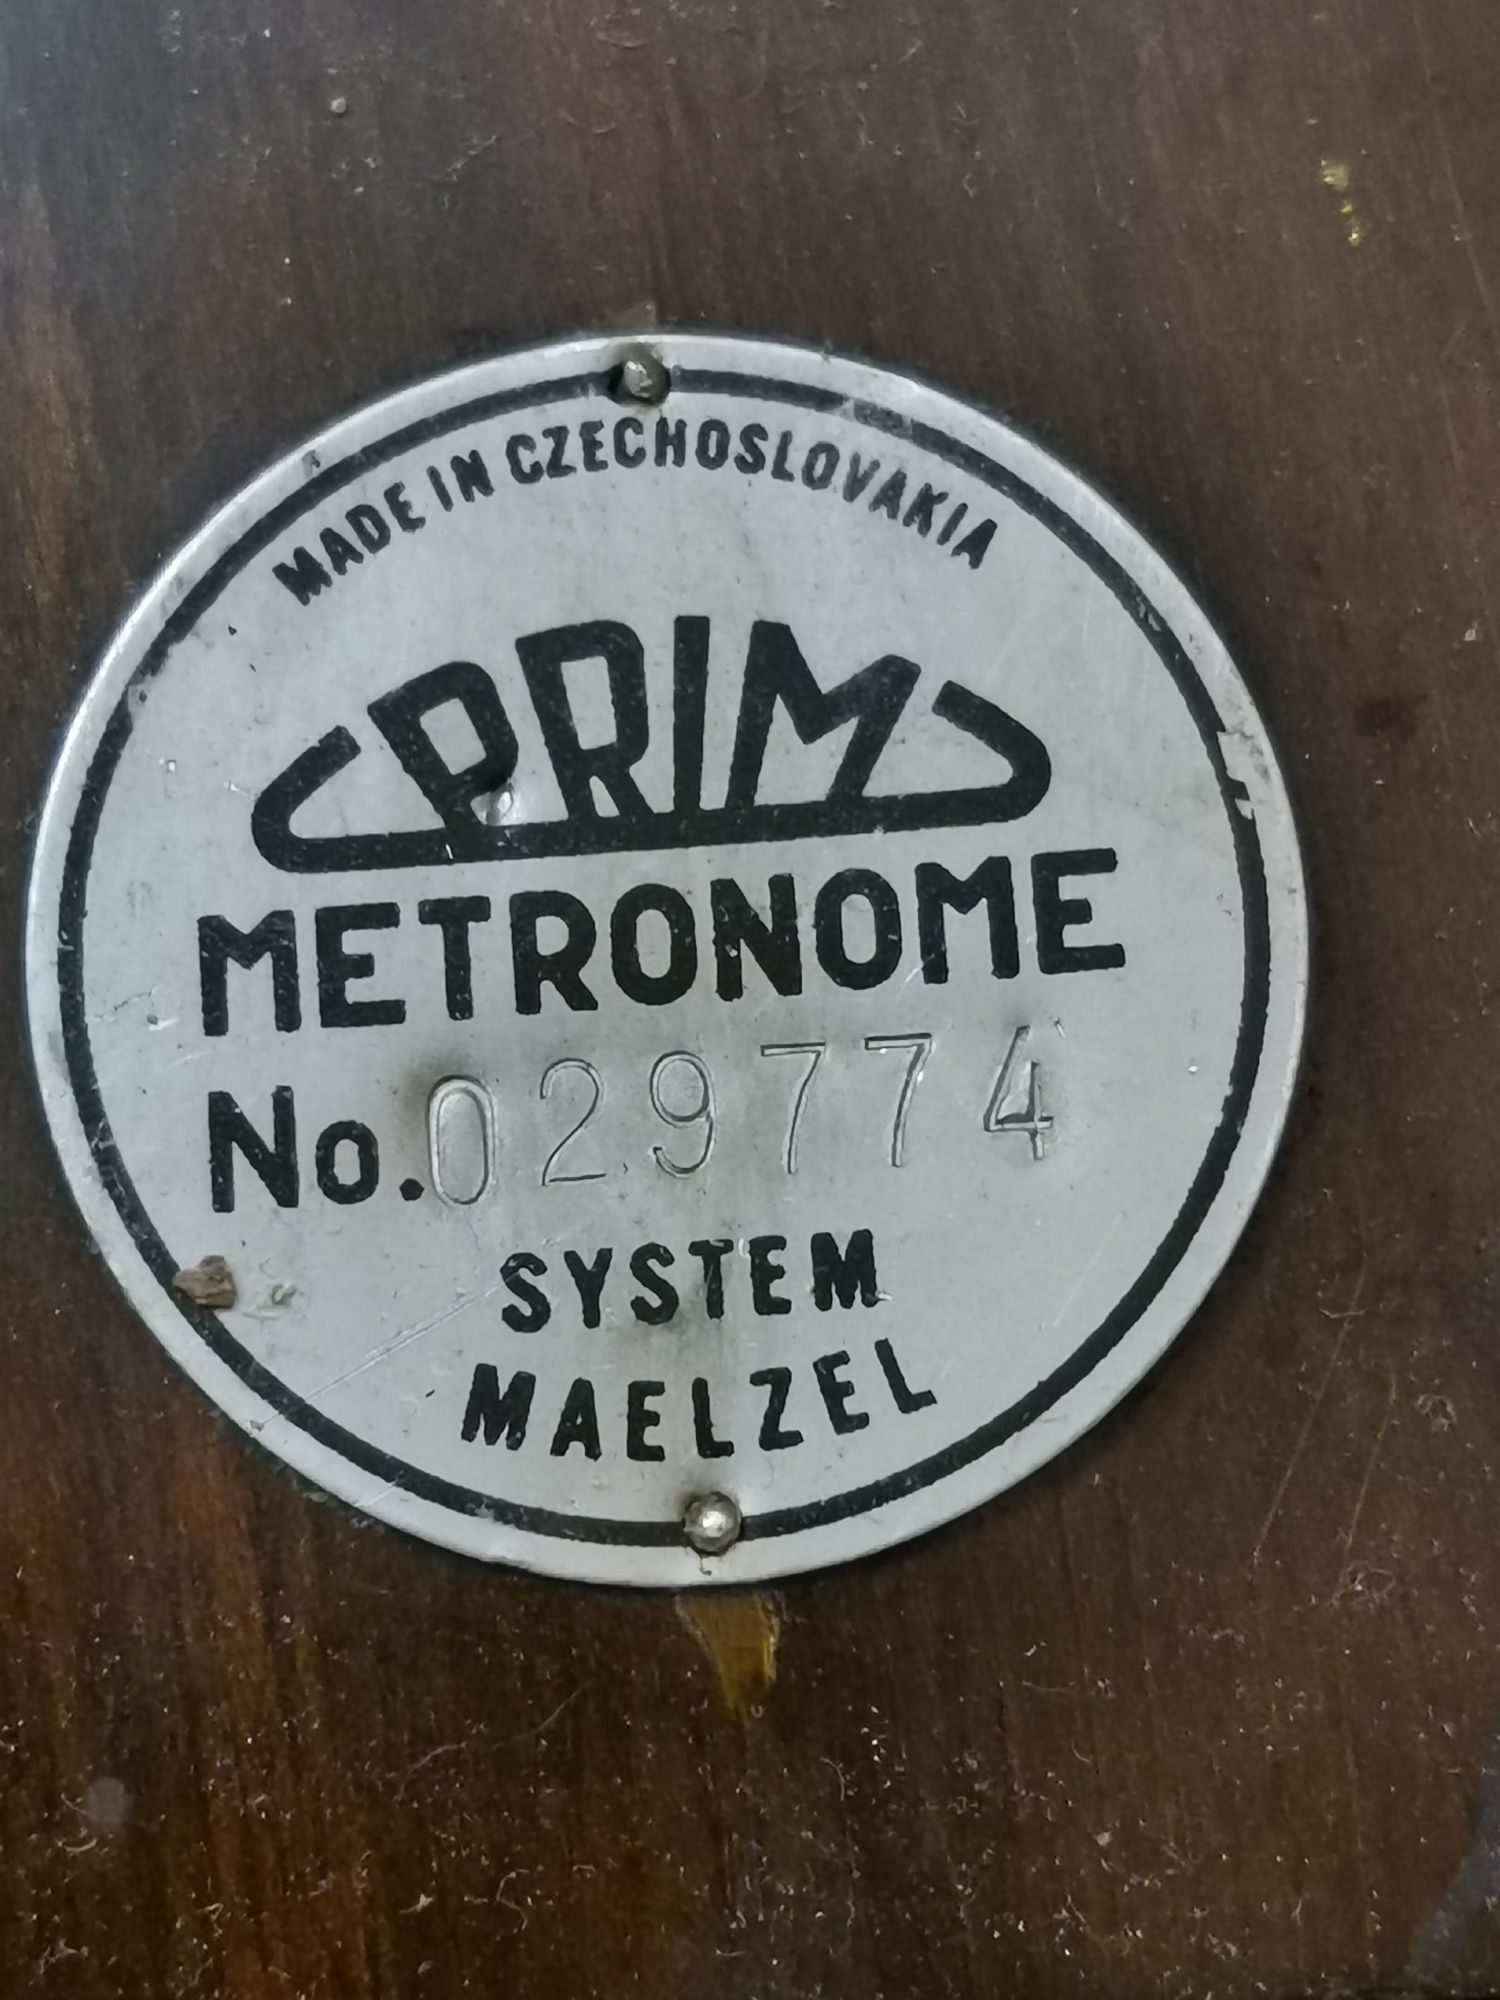 MADE IN CZECHOSLOVAKIA
PRIM
METRONOME
No. 029774
SYSTEM
MAELZEL